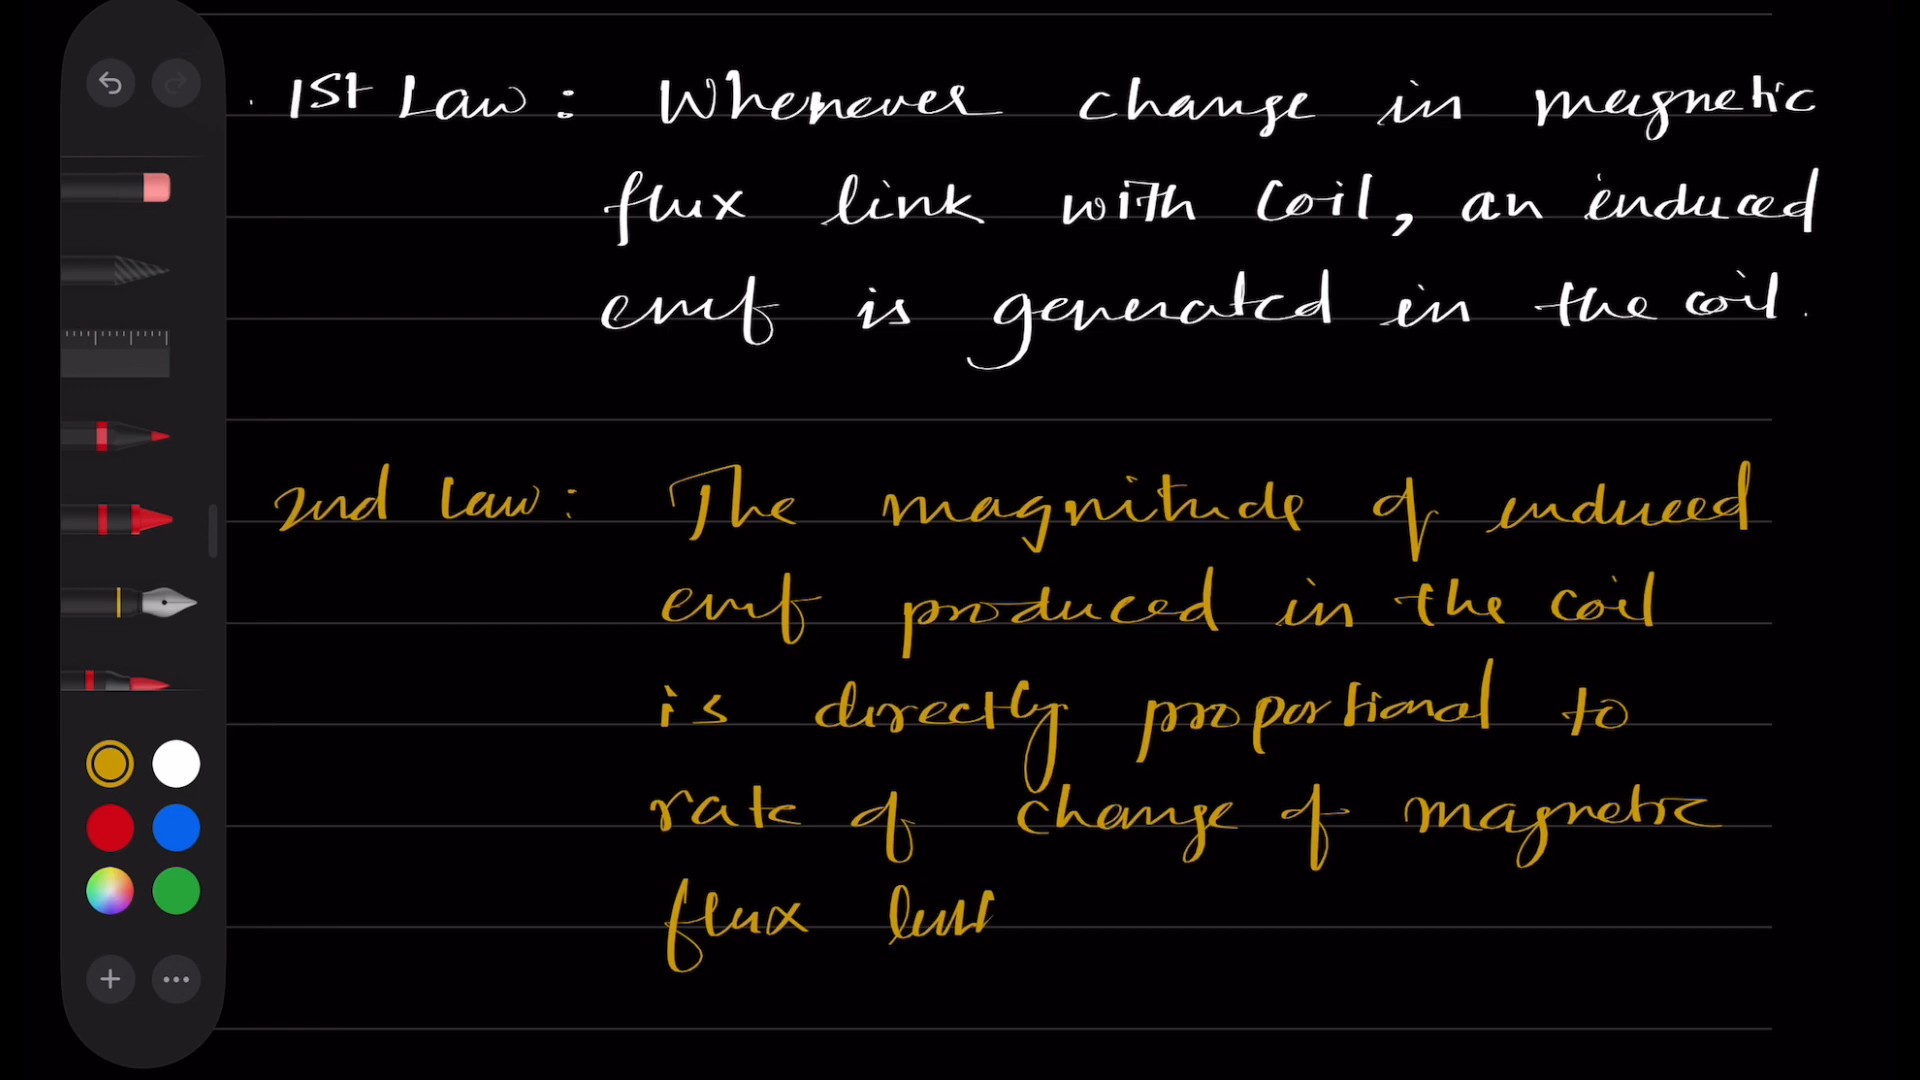 1st Law : Whenever change in magnetic
flux link with coil, an induced
emf is generated in the coil.
2nd Law : The magnitude of induced
emf produced in the coil
is directly proportional to
rate of change of magnetic
flux